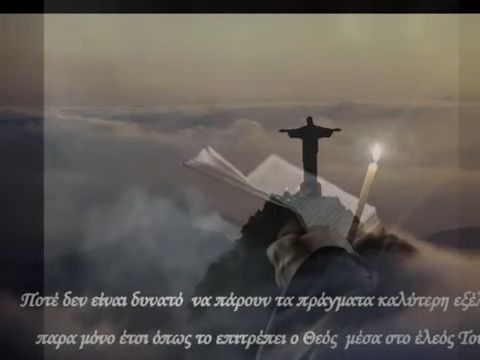 Ποτέ δεν είναι δυνατό να πάρουν τα πράγματα καλύτερη
παρα μόνο έτσι όπως το επιτρέπει ο Θεός μέσα στο έλεός Του